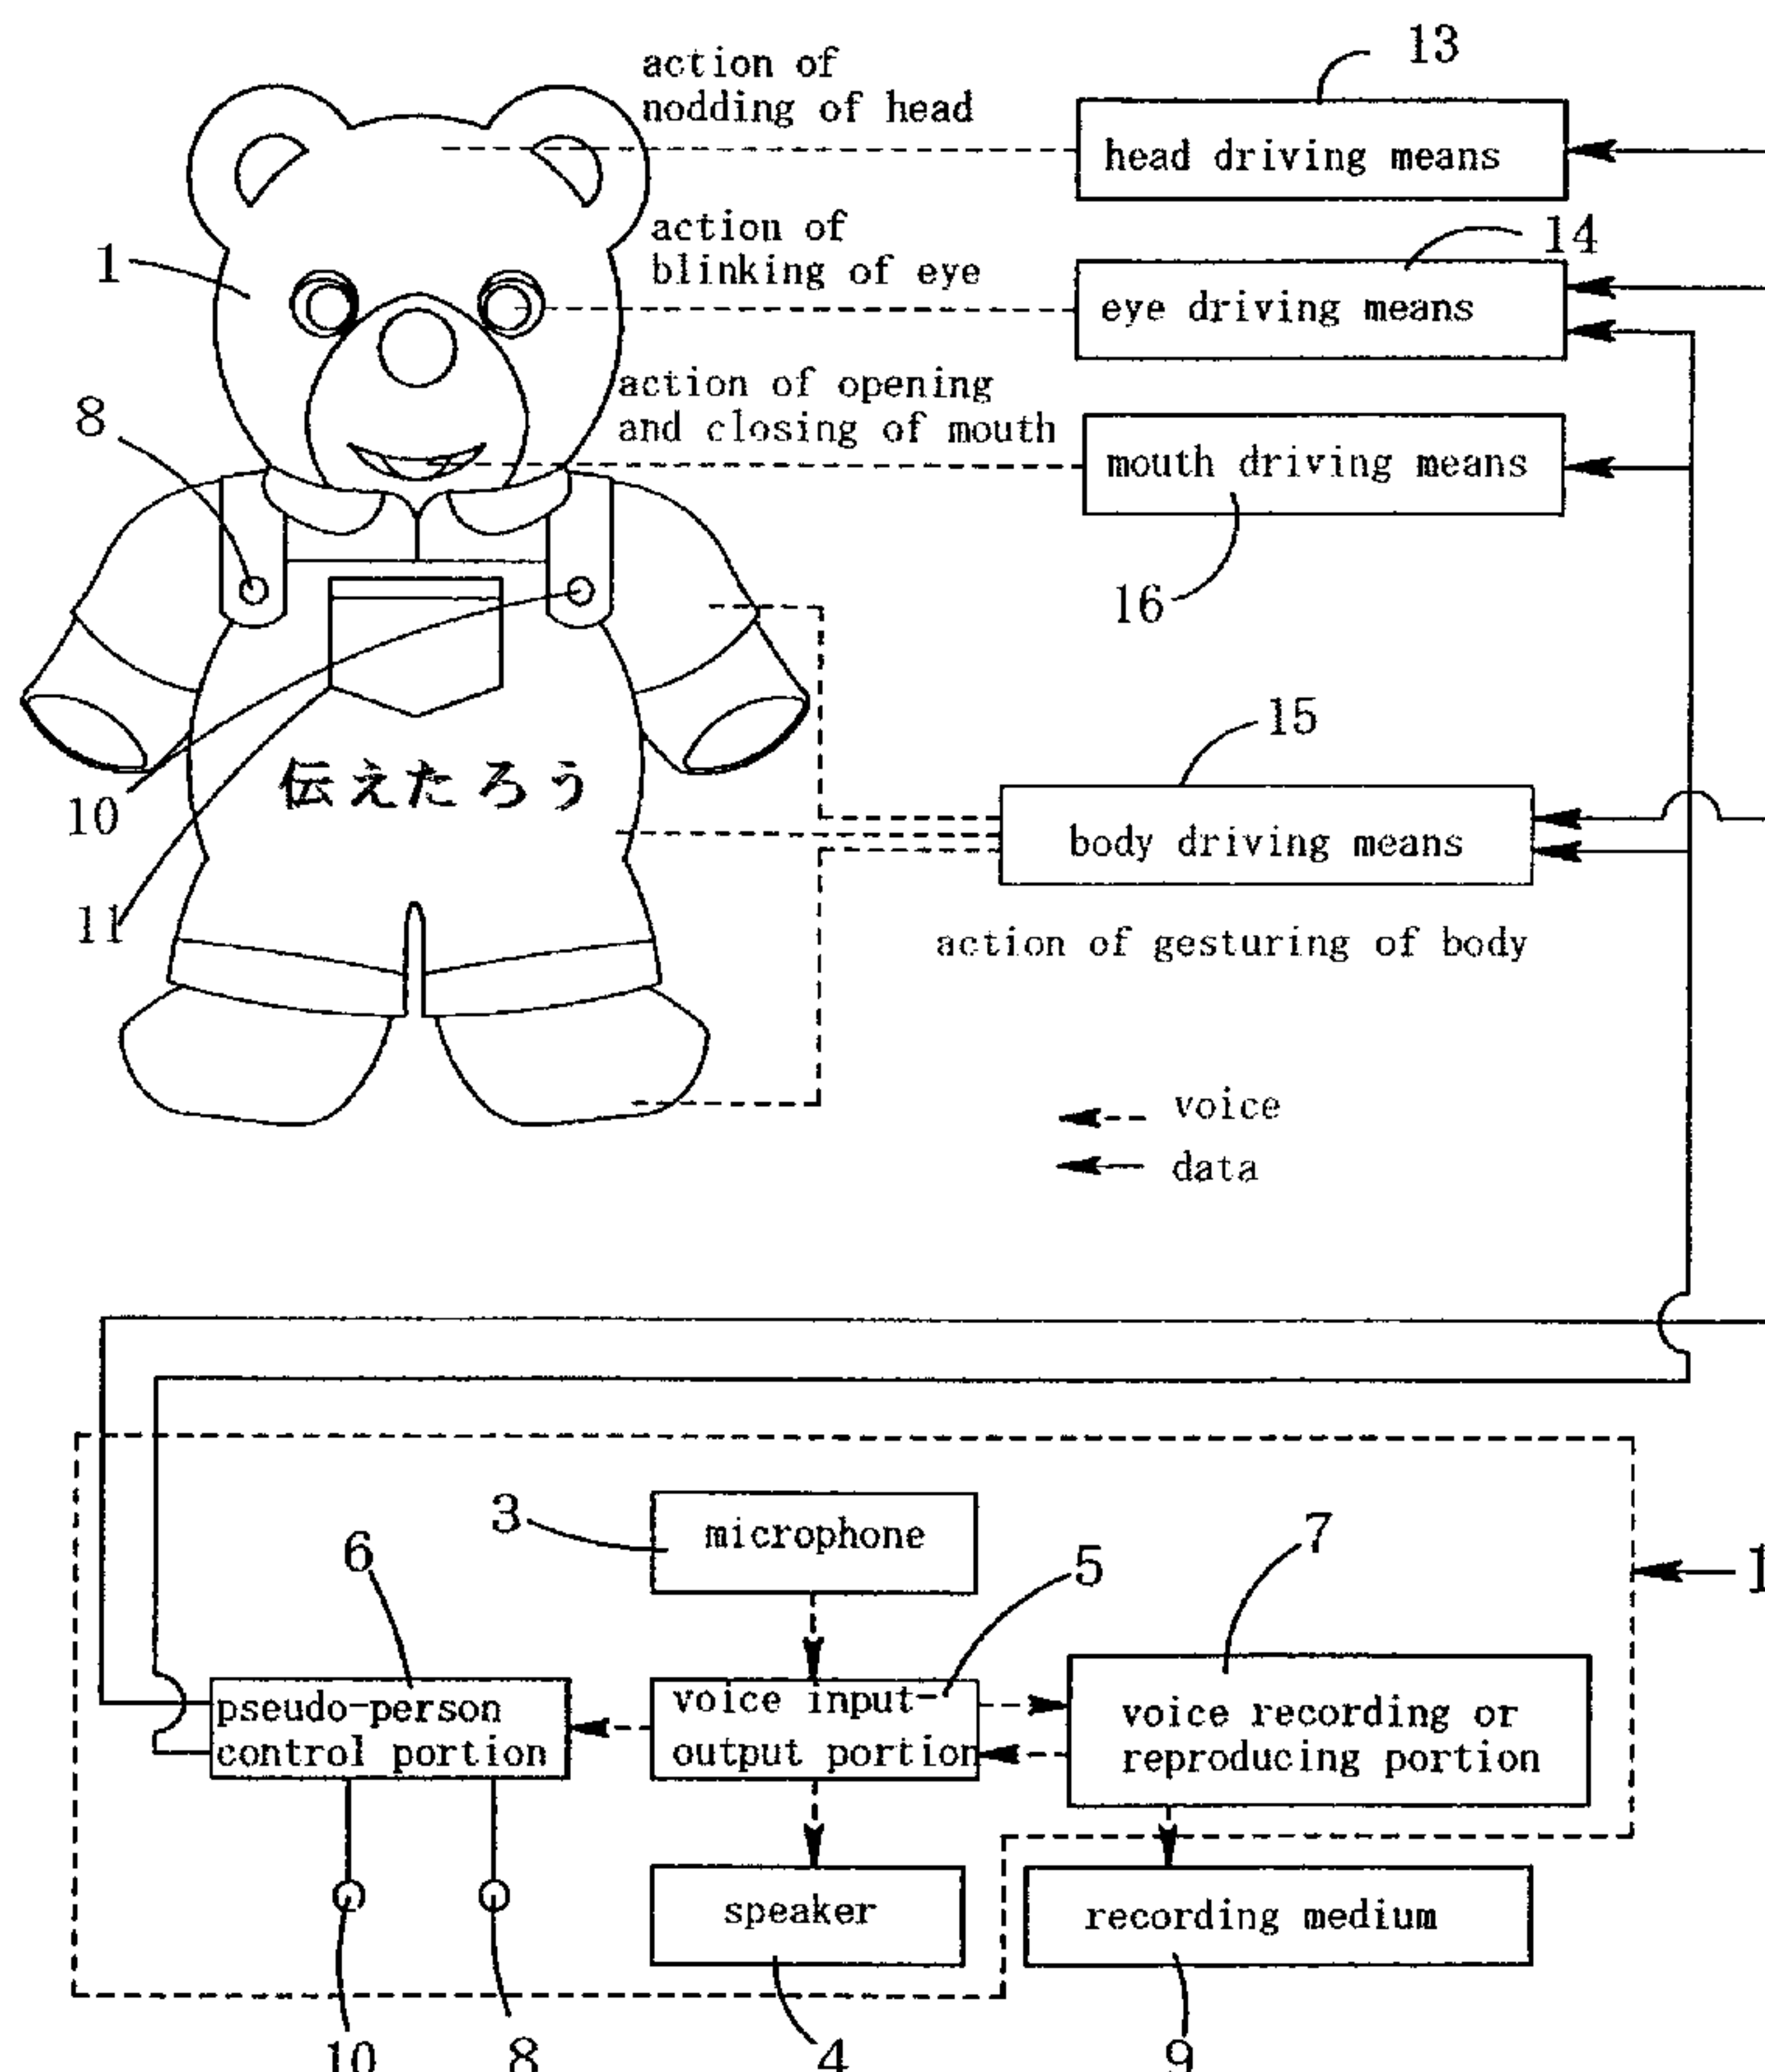 13
action of
nodding of head
head driving means
14
action of
blinking of eye
1
eye driving means
action of opening
and closing of mouth
8
mouth driving means
16
15
伝えたろう
10
body driving means
11
action of gesturing of body
voice
data
3
microphone
7
6
5
pseudo-person
control portion
voice input-
output portion
voice recording or
reproducing portion
speaker
recording medium
10
8
4
9